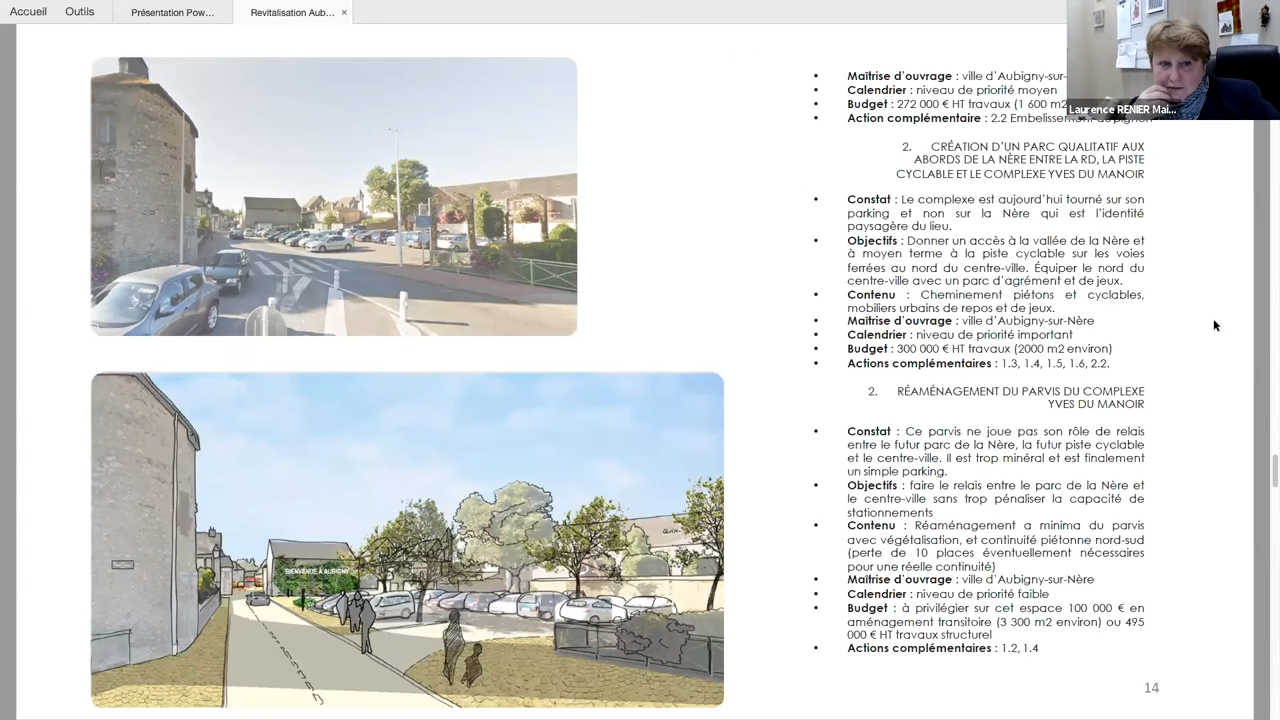 Accueil
Outils
Présentation Pow...
Revitalisation Aub...
×
14
Laurence RENIER Mai...
• Maîtrise d'ouvrage : ville d'Aubigny-sur-
• Calendrier : niveau de priorité moyen
• Budget : 272 000 € HT travaux (1 600 m2
• Action complémentaire : 2.2 Embelissement du pignon
2. CRÉATION D'UN PARC QUALITATIF AUX
ABORDS DE LA NÈRE ENTRE LA RD, LA PISTE
CYCLABLE ET LE COMPLEXE YVES DU MANOIR
• Constat : Le complexe est aujourd'hui tourné sur son
parking et non sur la Nère qui est l'identité
paysagère du lieu.
• Objectifs : Donner un accès à la vallée de la Nère et
à moyen terme à la piste cyclable sur les voies
ferrées au nord du centre-ville. Équiper le nord du
centre-ville avec un parc d'agrément et de jeux.
• Contenu : Cheminement piétons et cyclables,
mobiliers urbains de repos et de jeux.
• Maîtrise d'ouvrage : ville d'Aubigny-sur-Nère
• Calendrier : niveau de priorité important
• Budget : 300 000 € HT travaux (2000 m2 environ)
• Actions complémentaires : 1.3, 1.4, 1.5, 1.6, 2.2.
2. RÉAMÉNAGEMENT DU PARVIS DU COMPLEXE
YVES DU MANOIR
• Constat : Ce parvis ne joue pas son rôle de relais
entre le futur parc de la Nère, la futur piste cyclable
et le centre-ville. Il est trop minéral et est finalement
un simple parking.
• Objectifs : faire le relais entre le parc de la Nère et
le centre-ville sans trop pénaliser la capacité de
stationnements
• Contenu : Réaménagement a minima du parvis
avec végétalisation, et continuité piétonne nord-sud
(perte de 10 places éventuellement nécessaires
pour une réelle continuité)
• Maîtrise d'ouvrage : ville d'Aubigny-sur-Nère
• Calendrier : niveau de priorité faible
• Budget : à privilégier sur cet espace 100 000 € en
aménagement transitoire (3 300 m2 environ) ou 495
000 € HT travaux structurel
• Actions complémentaires : 1.2, 1.4
BIENVENUE A AUBIGNY